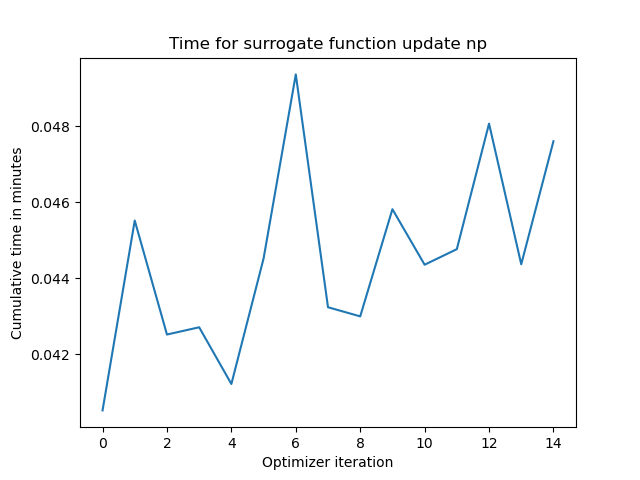 Time for surrogate function update np
Cumulative time in minutes
0.048
0.046
0.044
0.042
0 2 4 6 8 10 12 14
Optimizer iteration